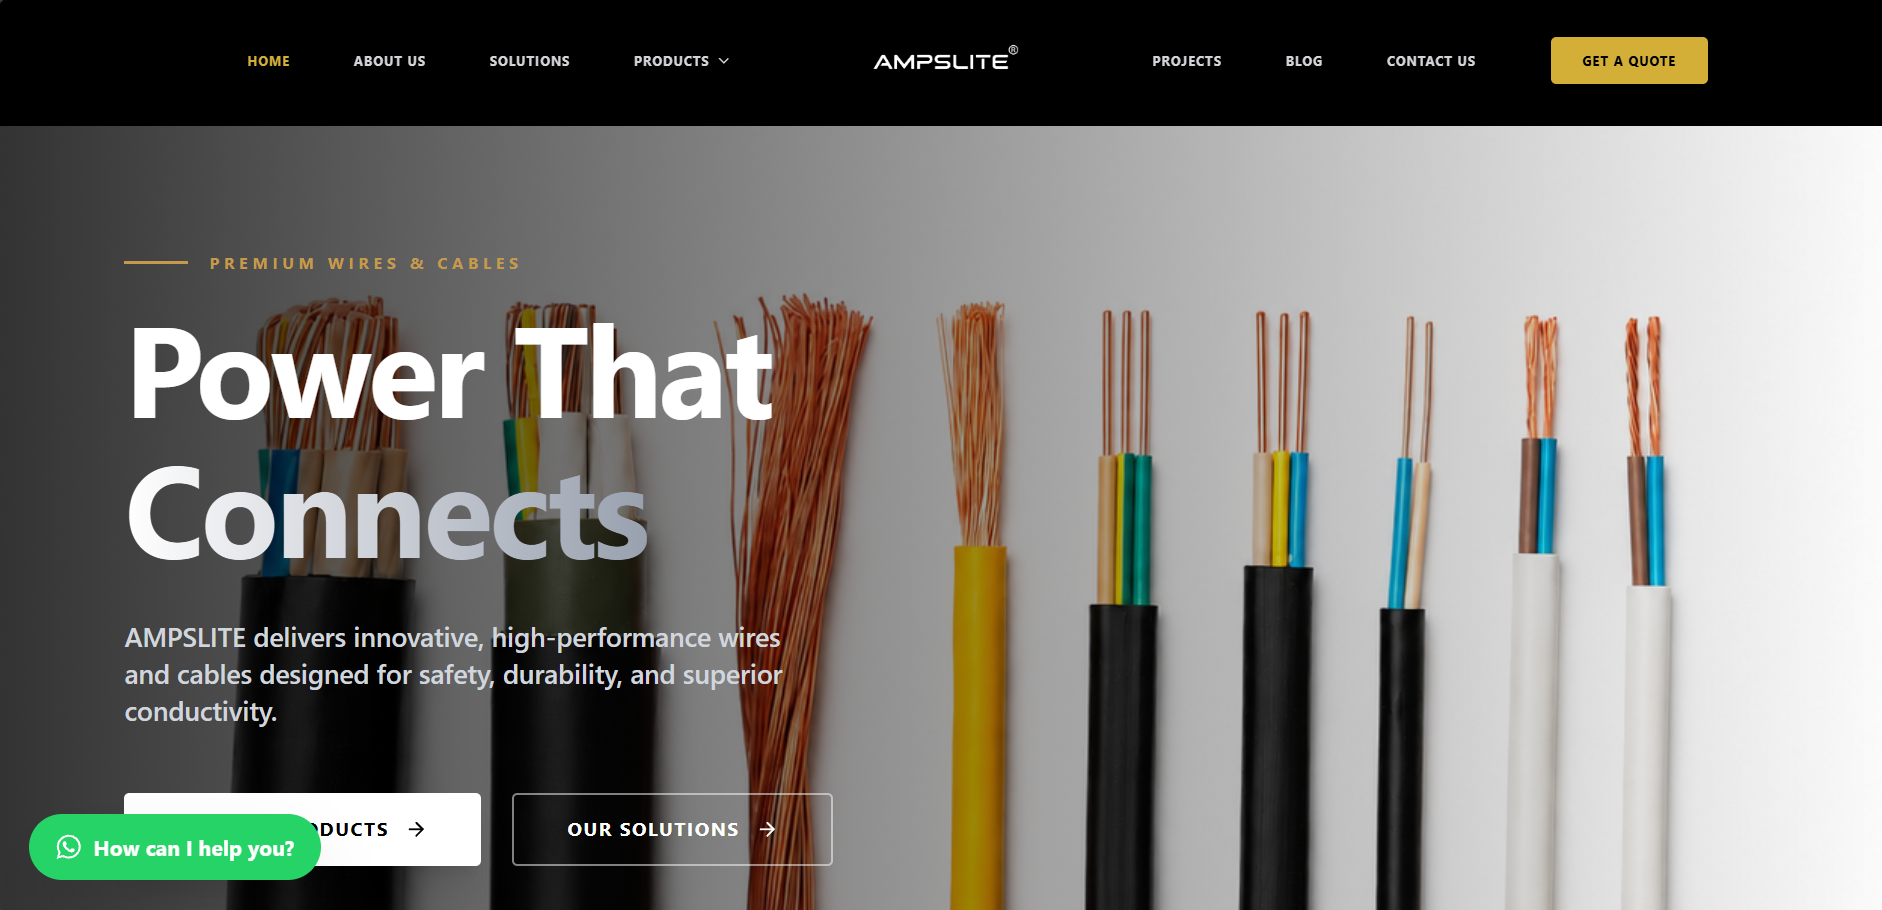 HOME
ABOUT US
SOLUTIONS
PRODUCTS
AMPSLITE®
PROJECTS
BLOG
CONTACT US
GET A QUOTE
PREMIUM WIRES & CABLES
Power That
Connects
AMPSLITE delivers innovative, high-performance wires
and cables designed for safety, durability, and superior
conductivity.
OUR SOLUTIONS
How can I help you?